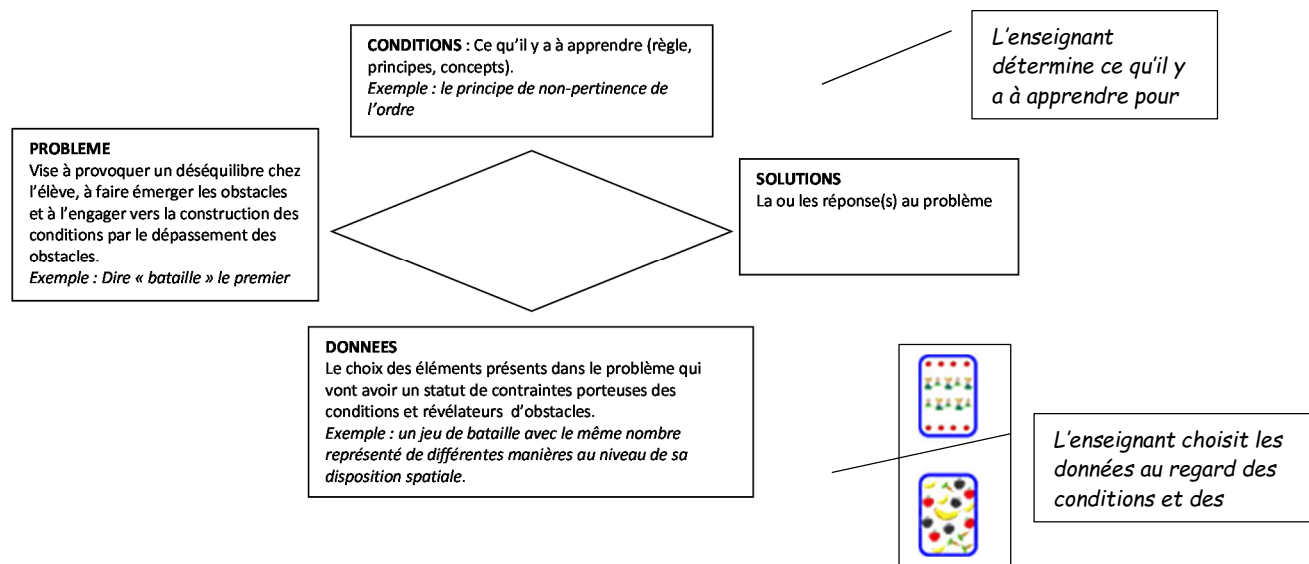 CONDITIONS : Ce qu'il y a à apprendre (règle,
principes, concepts).
Exemple : le principe de non-pertinence de
l'ordre
L'enseignant
détermine ce qu'il y
a à apprendre pour
PROBLEME
Vise à provoquer un déséquilibre chez
l'élève, à faire émerger les obstacles
et à l'engager vers la construction des
conditions par le dépassement des
obstacles.
Exemple : Dire « bataille » le premier
SOLUTIONS
La ou les réponse(s) au problème
DONNEES
Le choix des éléments présents dans le problème qui
vont avoir un statut de contraintes porteuses des
conditions et révélateurs d'obstacles.
Exemple : un jeu de bataille avec le même nombre
représenté de différentes manières au niveau de sa
disposition spatiale.
L'enseignant choisit les
données au regard des
conditions et des